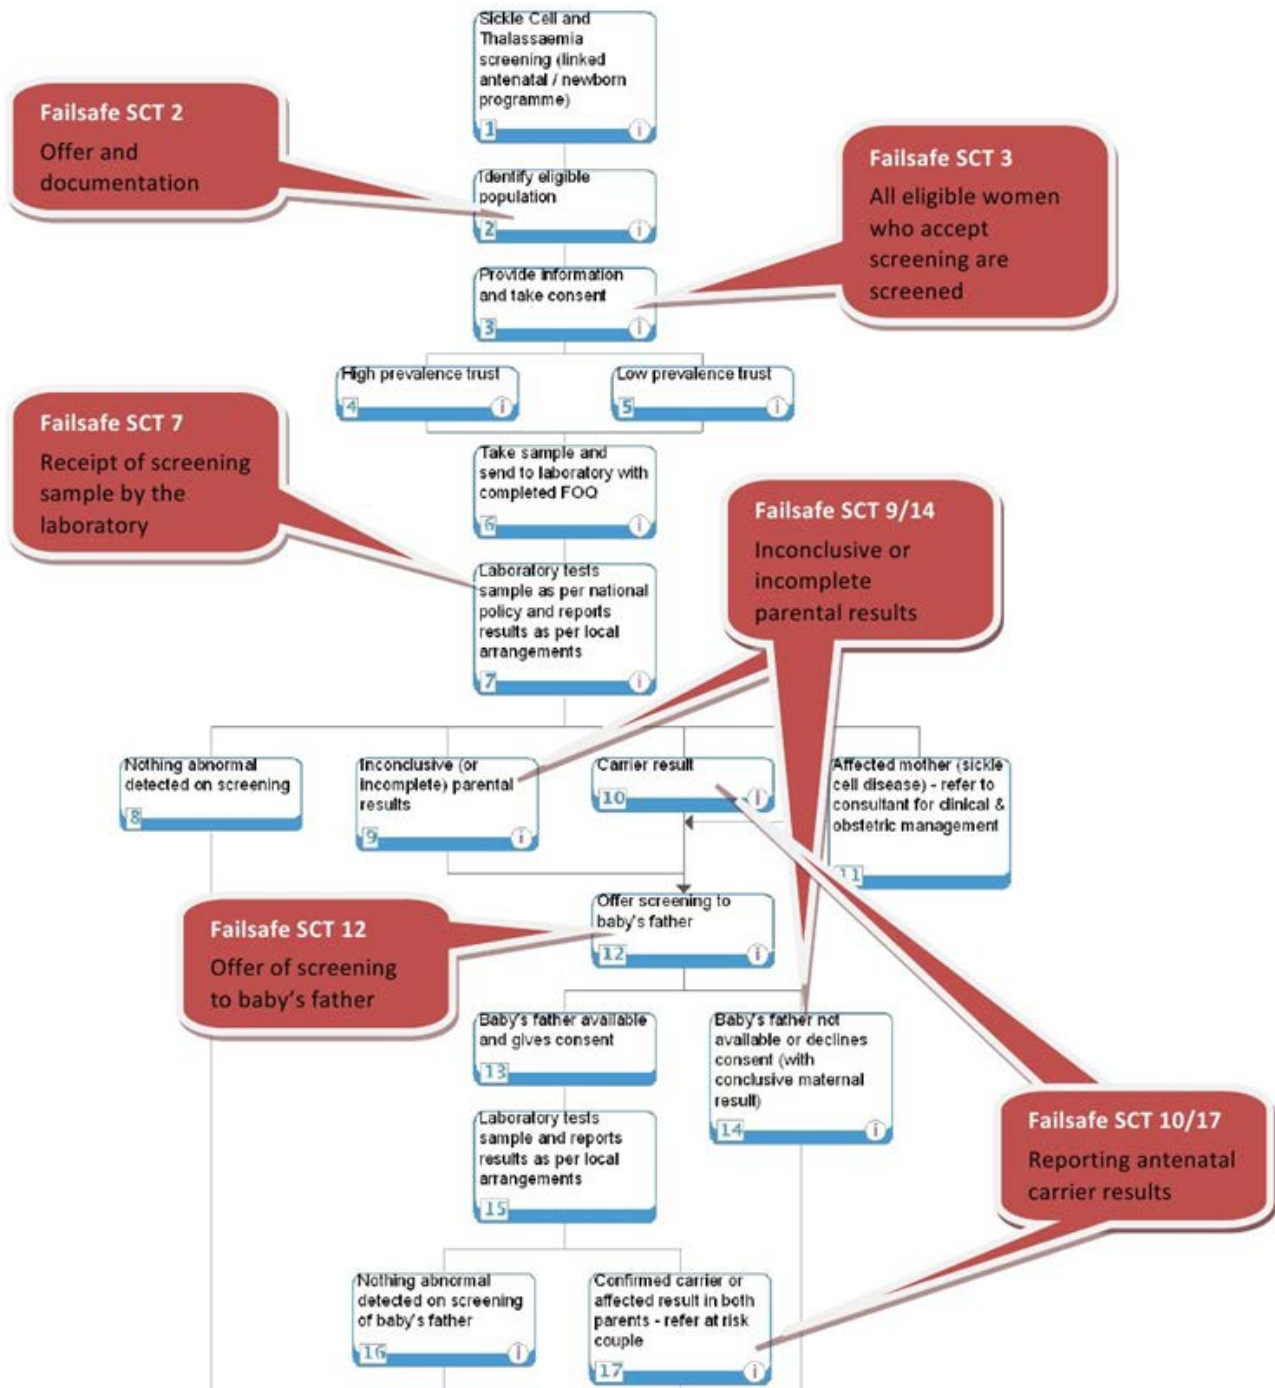 Sickle Cell and
Thalassaemia
screening (linked
antenatal / newborn
programme)
1
i
Failsafe SCT 2
Offer and
documentation
Identify eligible
population
2
i
Failsafe SCT 3
All eligible women
who accept
screening are
screened
Provide information
and take consent
3
i
High prevalence trust
4
i
Low prevalence trust
5
i
Failsafe SCT 7
Receipt of screening
sample by the
laboratory
Take sample and
send to laboratory with
completed FOQ
6
i
Failsafe SCT 9/14
Inconclusive or
incomplete
parental results
Laboratory tests
sample as per national
policy and reports
results as per local
arrangements
7
i
Nothing abnormal
detected on screening
8
Inconclusive (or
incomplete) parental
results
9
i
Carrier result
10
i
Affected mother (sickle
cell disease) - refer to
consultant for clinical &
obstetric management
11
Failsafe SCT 12
Offer of screening
to baby's father
Offer screening to
baby's father
12
i
Baby's father available
and gives consent
13
Baby's father not
available or declines
consent (with
conclusive maternal
result)
14
i
Failsafe SCT 10/17
Reporting antenatal
carrier results
Laboratory tests
sample and reports
results as per local
arrangements
15
Nothing abnormal
detected on screening
of baby's father
16
i
Confirmed carrier or
affected result in both
parents - refer at risk
couple
17
i